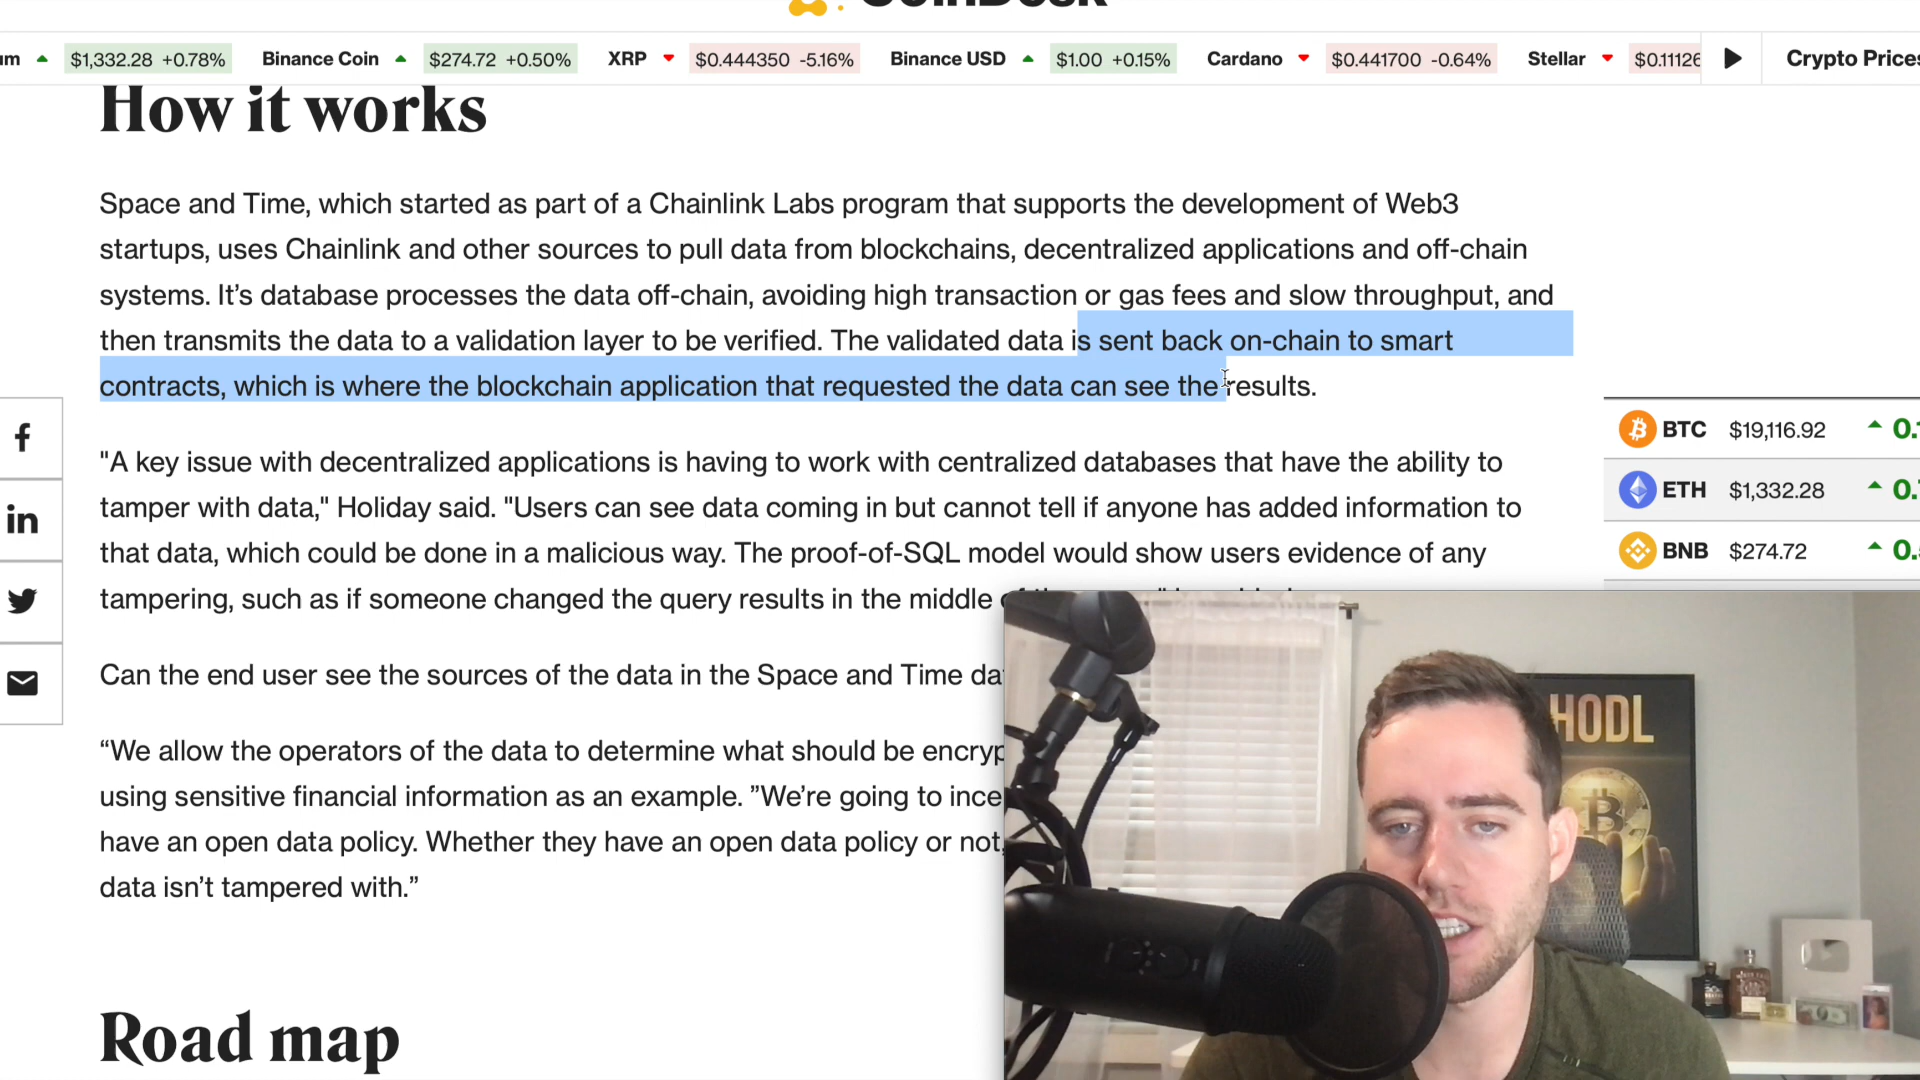 CoinDesk
um $1,332.28 +0.78% Binance Coin $274.72 +0.50% XRP $0.444350 -5.16% Binance USD $1.00 +0.15% Cardano $0.441700 -0.64% Stellar $0.11126 Crypto Prices
How it works
Space and Time, which started as part of a Chainlink Labs program that supports the development of Web3
startups, uses Chainlink and other sources to pull data from blockchains, decentralized applications and off-chain
systems. It’s database processes the data off-chain, avoiding high transaction or gas fees and slow throughput, and
then transmits the data to a validation layer to be verified. The validated data is sent back on-chain to smart
contracts, which is where the blockchain application that requested the data can see the results.
"A key issue with decentralized applications is having to work with centralized databases that have the ability to
tamper with data," Holiday said. "Users can see data coming in but cannot tell if anyone has added information to
that data, which could be done in a malicious way. The proof-of-SQL model would show users evidence of any
tampering, such as if someone changed the query results in the middle
Can the end user see the sources of the data in the Space and Time da
“We allow the operators of the data to determine what should be encryp
using sensitive financial information as an example. ”We’re going to ince
have an open data policy. Whether they have an open data policy or not,
data isn’t tampered with.”
Road map
BTC $19,116.92 0.
ETH $1,332.28 0.
BNB $274.72 0.
HODL